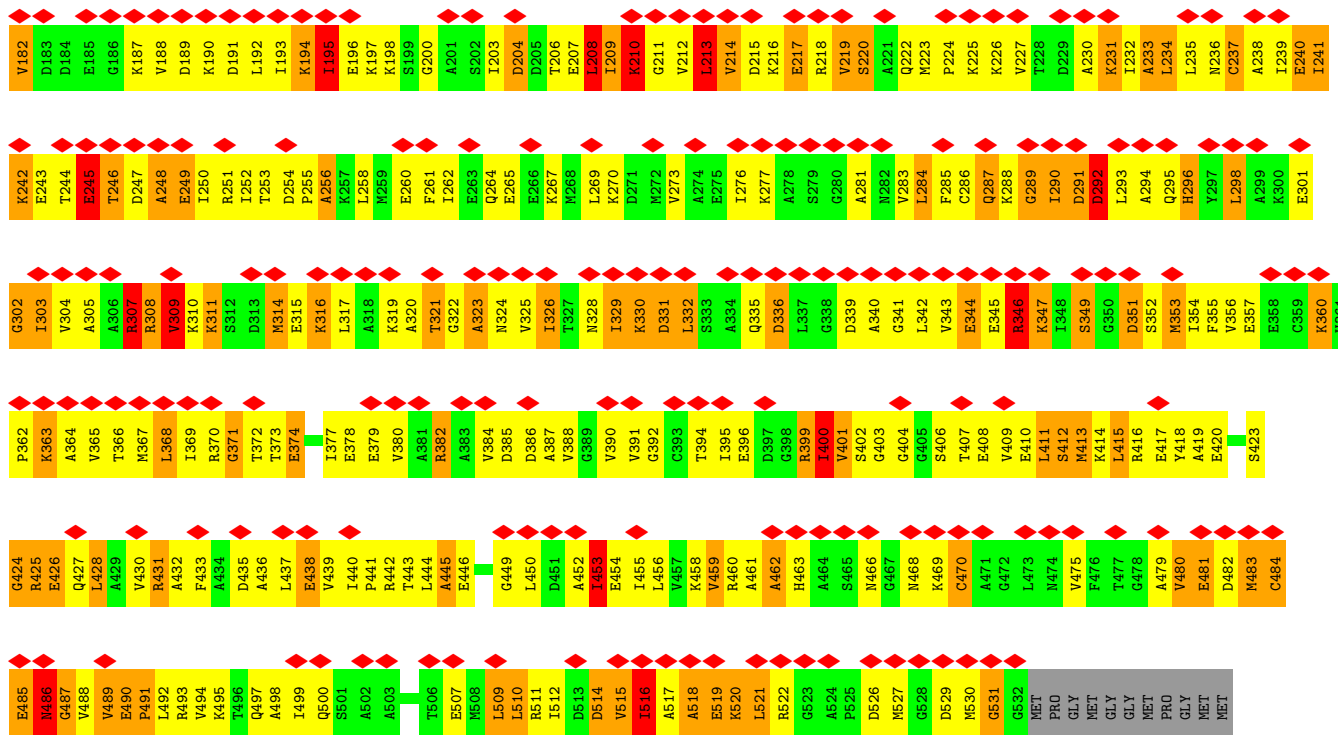 V182 D183 D184 E185 G186 K187 V188 D189 K190 D191 L192 I193 K194 I195 E196 K197 K198 S199 G200 A201 S202 I203 D204 D205 T206 E207 L208 I209 K210 G211 V212 L213 V214 D215 K216 E217 R218 V219 S220 A221 Q222 M223 P224 K225 K226 V227 T228 D229 A230 K231 I232 A233 L234 L235 N236 C237 A238 I239 E240 I241
K242 E243 T244 E245 T246 D247 A248 E249 I250 R251 I252 T253 D254 P255 A256 K257 L258 M259 E260 F261 I262 E263 Q264 E265 E266 K267 M268 L269 K270 D271 M272 V273 A274 E275 I276 K277 A278 S279 G280 A281 N282 V283 L284 F285 C286 Q287 K288 G289 I290 D291 D292 L293 A294 Q295 H296 Y297 L298 A299 K300 E301
G302 I303 V304 A305 A306 R307 R308 V309 K310 K311 S312 D313 M314 E315 K316 L317 A318 K319 A320 T321 G322 A323 N324 V325 I326 T327 N328 I329 K330 D331 L332 S333 A334 Q335 D336 L337 G338 D339 A340 G341 L342 V343 E344 E345 R346 K347 I348 S349 G350 D351 S352 M353 I354 F355 V356 E357 E358 C359 K360
P362 K363 A364 V365 T366 M367 L368 I369 R370 G371 T372 T373 E374 I377 E378 E379 V380 A381 R382 A383 V384 D385 D386 A387 V388 G389 V390 V391 G392 C393 T394 I395 E396 D397 G398 R399 I400 V401 S402 G403 G404 G405 S406 T407 E408 V409 E410 L411 S412 M413 K414 L415 R416 E417 Y418 A419 E420 S423
G424 R425 E426 Q427 L428 A429 V430 R431 A432 F433 A434 D435 A436 L437 E438 V439 I440 P441 R442 T443 L444 A445 E446 G449 L450 D451 A452 I453 E454 I455 L456 V457 K458 V459 R460 A461 A462 H463 A464 S465 N466 G467 N468 K469 C470 A471 G472 L473 N474 V475 F476 T477 G478 A479 V480 E481 D482 M483 C484
E485 N486 G487 V488 V489 E490 P491 L492 R493 V494 K495 T496 Q497 A498 I499 Q500 S501 A502 A503 T506 E507 M508 L509 L510 R511 I512 D513 D514 V515 I516 A517 A518 E519 K520 L521 R522 G523 A524 P525 D526 M527 G528 D529 M530 G531 G532 MET PRO GLY MET GLY GLY MET PRO GLY MET MET